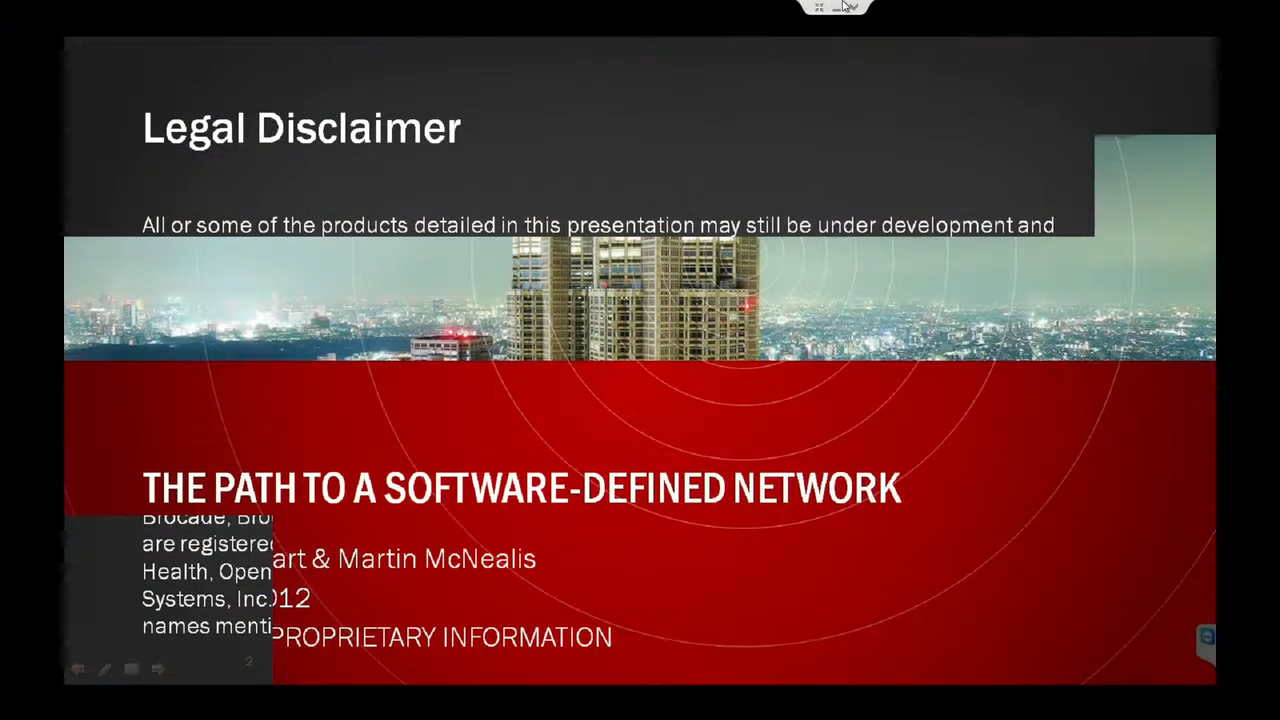 Legal Disclaimer
All or some of the products detailed in this presentation may still be under development and
THE PATH TO A SOFTWARE-DEFINED NETWORK
Brocade, Bro
are registered
art & Martin McNealis
Health, Open
Systems, Inc.
12
names menti
PROPRIETARY INFORMATION
2